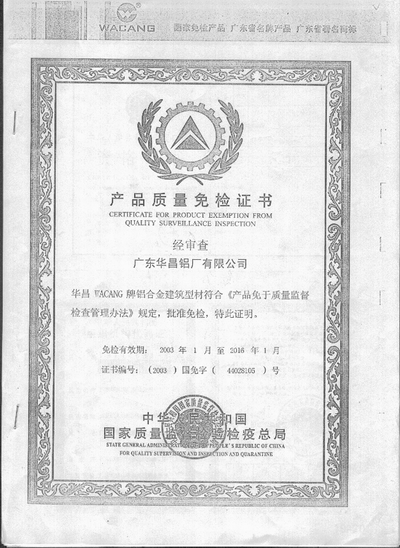 WACANG 国家免检产品 广东省名牌产品 广东省著名商标
产品质量免检证书
CERTIFICATE FOR PRODUCT EXEMPTION FROM
QUALITY SURVEILLANCE INSPECTION
经审查
广东华昌铝厂有限公司
华昌 WACANG 牌铝合金建筑型材符合《产品免于质量监督
检查管理办法》规定，批准免检，特此证明。
免检有效期： 2003 年 1 月 至 2016 年 1 月
证书编号：（2003 ）国免字（ 44028105 ）号
中华 共和国
国家质量监督检验检疫总局
STATE GENERAL ADMINISTRATION OF THE PEOPLE'S REPUBLIC OF CHINA
FOR QUALITY SUPERVISION AND INSPECTION AND QUARANTINE